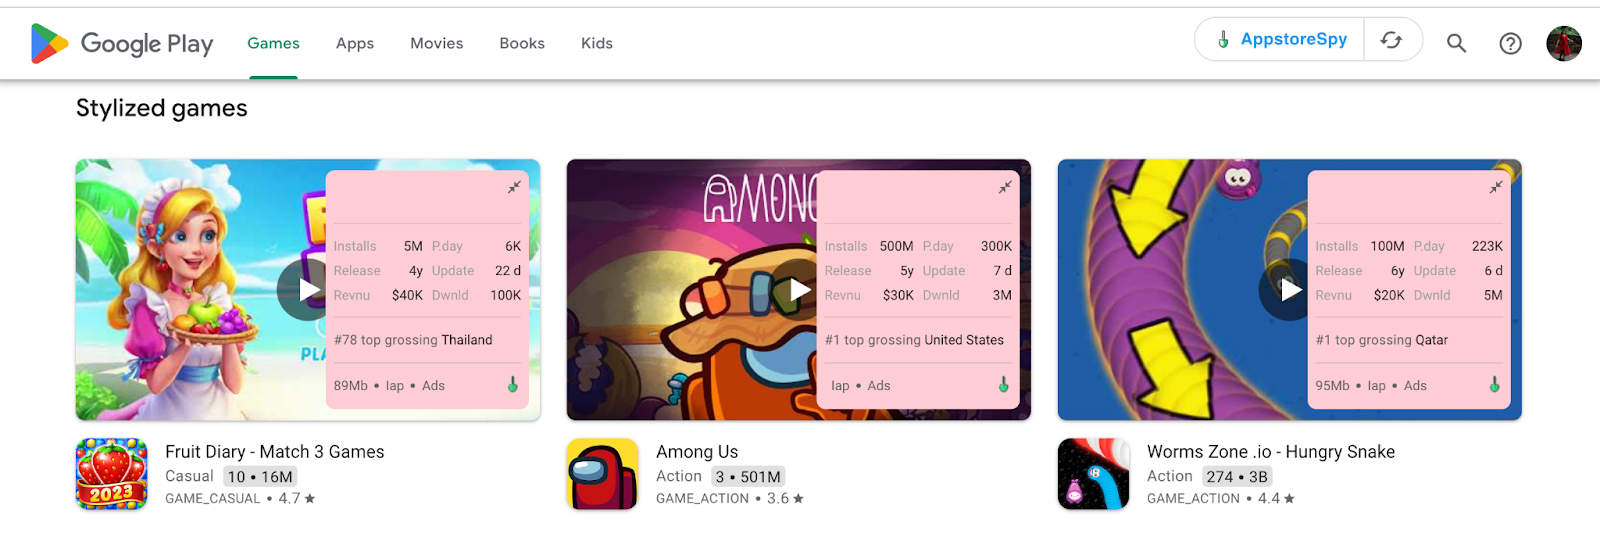 Google Play Games Apps Movies Books Kids AppstoreSpy
Stylized games
Installs 5M P.day 6K
Release 4y Update 22 d
Revnu $40K Dwnld 100K
#78 top grossing Thailand
89Mb • Iap • Ads
AMONG
Installs 500M P.day 300K
Release 5y Update 7 d
Revnu $30K Dwnld 3M
#1 top grossing United States
Iap • Ads
Installs 100M P.day 223K
Release 6y Update 6 d
Revnu $20K Dwnld 5M
#1 top grossing Qatar
95Mb • Iap • Ads
2023
Fruit Diary - Match 3 Games
Casual 10 • 16M
GAME_CASUAL • 4.7 ★
Among Us
Action 3 • 501M
GAME_ACTION • 3.6 ★
Worms Zone .io - Hungry Snake
Action 274 • 3B
GAME_ACTION • 4.4 ★